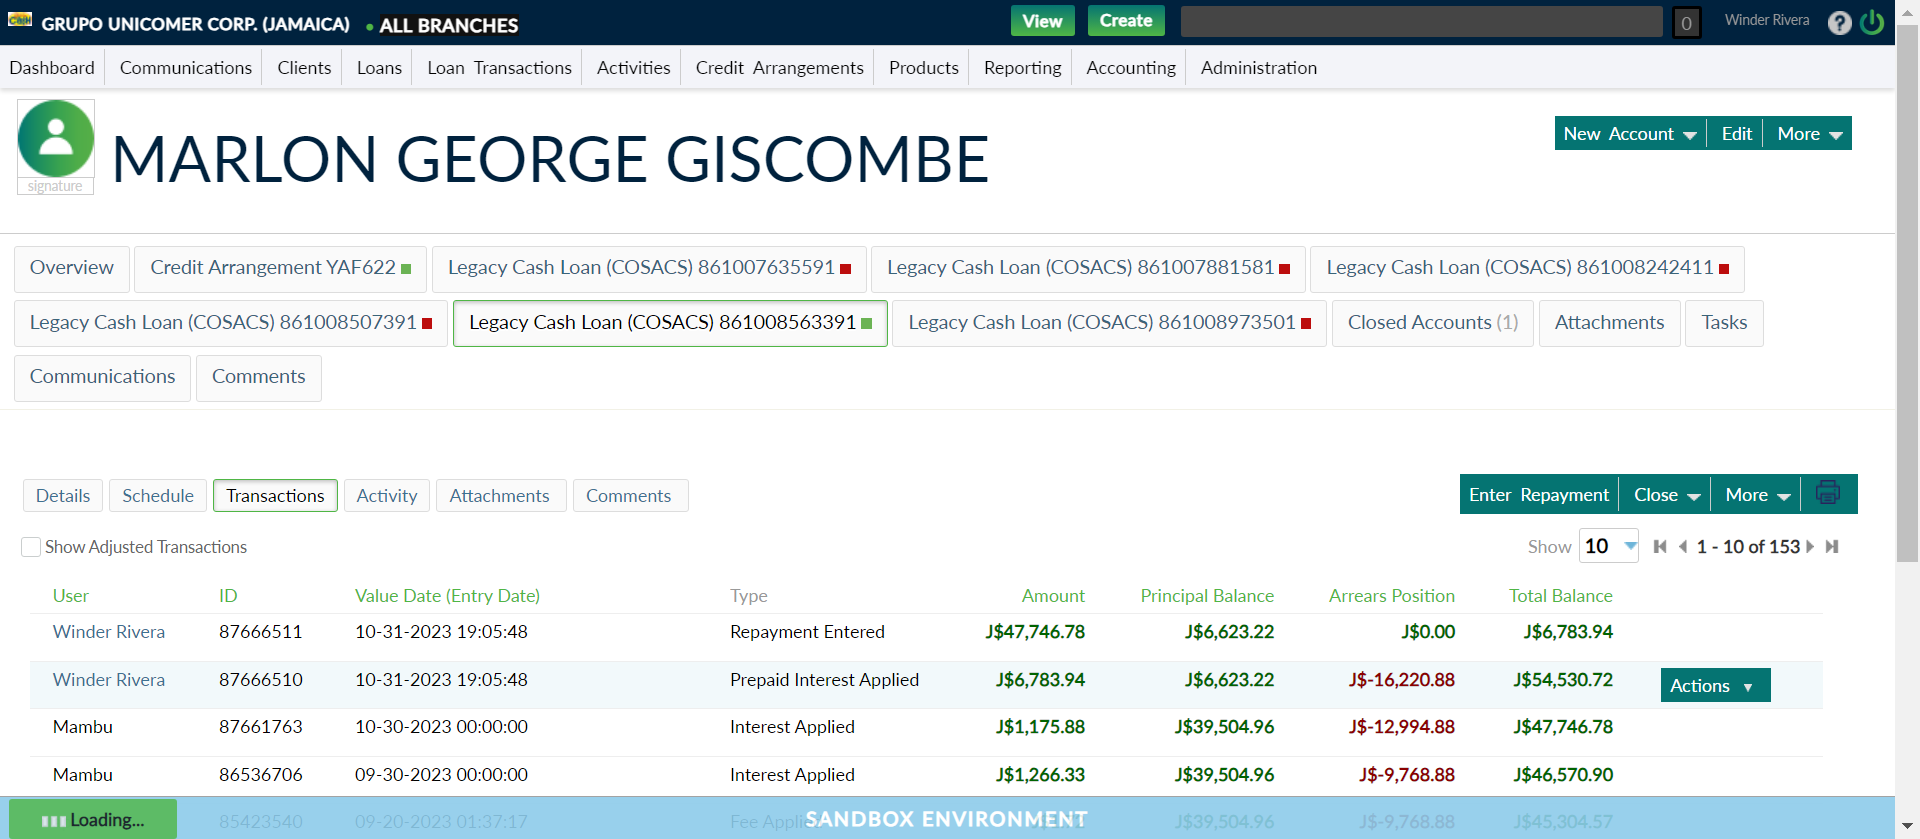 Cash GRUPO UNICOMER CORP. (JAMAICA) ALL BRANCHES View Create 0 Winder Rivera ?
Dashboard Communications Clients Loans Loan Transactions Activities Credit Arrangements Products Reporting Accounting Administration
MARLON GEORGE GISCOMBE
New Account Edit More
signature
Overview Credit Arrangement YAF622 Legacy Cash Loan (COSACS) 861007635591 Legacy Cash Loan (COSACS) 861007881581 Legacy Cash Loan (COSACS) 861008242411
Legacy Cash Loan (COSACS) 861008507391 Legacy Cash Loan (COSACS) 861008563391 Legacy Cash Loan (COSACS) 861008973501 Closed Accounts (1) Attachments Tasks
Communications Comments
Details Schedule Transactions Activity Attachments Comments Enter Repayment Close More
Show Adjusted Transactions Show 10 1 - 10 of 153
User ID Value Date (Entry Date) Type Amount Principal Balance Arrears Position Total Balance
Winder Rivera 87666511 10-31-2023 19:05:48 Repayment Entered J$47,746.78 J$6,623.22 J$0.00 J$6,783.94
Winder Rivera 87666510 10-31-2023 19:05:48 Prepaid Interest Applied J$6,783.94 J$6,623.22 J$-16,220.88 J$54,530.72 Actions
Mambu 87661763 10-30-2023 00:00:00 Interest Applied J$1,175.88 J$39,504.96 J$-12,994.88 J$47,746.78
Mambu 86536706 09-30-2023 00:00:00 Interest Applied J$1,266.33 J$39,504.96 J$-9,768.88 J$46,570.90
Loading... 85423540 09-20-2023 01:37:17 Fee Applie SANDBOX ENVIRONMENT J$39,504.96 J$-9,768.88 J$45,304.57